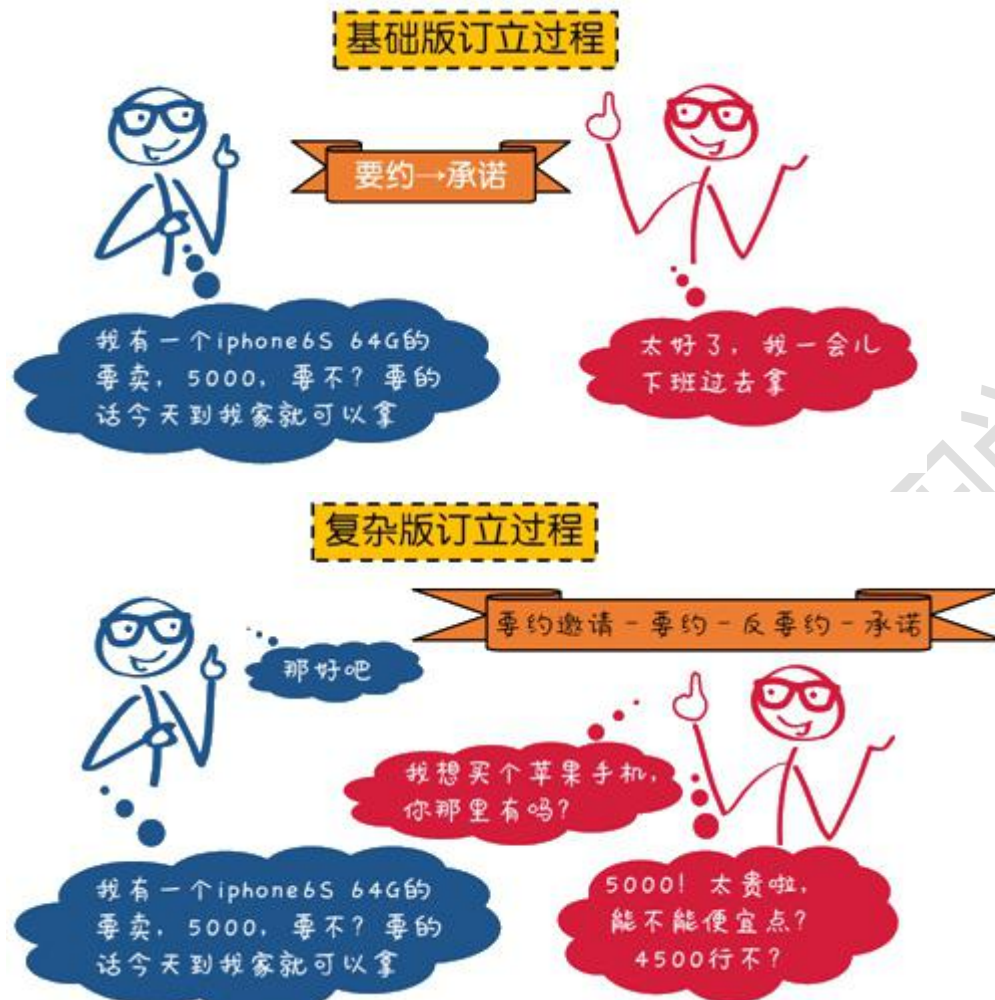 基础版订立过程
要约→承诺
我有一个iphone6S 64G的
要卖，5000，要不？要的
话今天到我家就可以拿
太好了，我一会儿
下班过去拿
复杂版订立过程
要约邀请-要约-反要约-承诺
那好吧
我想买个苹果手机，
你那里有吗？
我有一个iphone6S 64G的
要卖，5000，要不？要的
话今天到我家就可以拿
5000！太贵啦，
能不能便宜点？
4500行不？